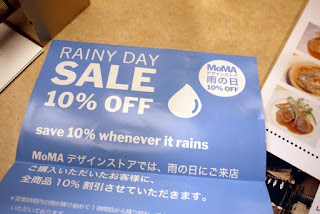 RAINY DAY
SALE
10% OFF
MoMA
デザインストア
雨の日
10% OFF
save 10% whenever it rains
MoMA デザインストアでは、雨の日にご来店
ご購入いただいたお客様に、
全商品 10% 割引させていただきます。